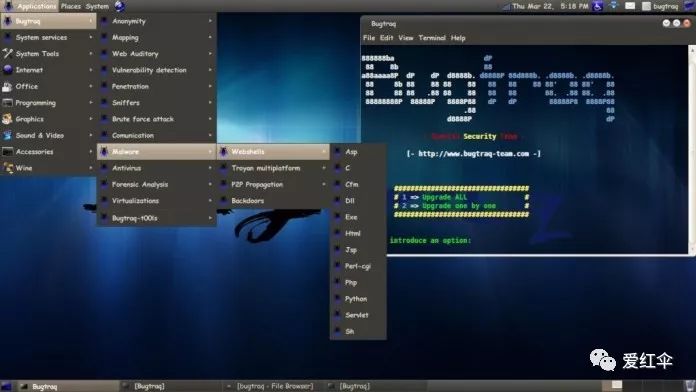 Applications Places System
Thu Mar 22, 5:18 PM
bugtraq
Bugtraq
System services
System Tools
Internet
Office
Programming
Graphics
Sound & Video
Accessories
Wine
Anonymity
Mapping
Web Auditory
Vulnerability detection
Penetration
Sniffers
Brute force attack
Comunication
Malware
Antivirus
Forensic Analysis
Virtualizations
Bugtraq-t00ls
Webshells
Troyan multiplatform
P2P Propagation
Backdoors
Asp
C
Cfm
Dll
Exe
Html
Jsp
Perl-cgi
Php
Python
Servlet
Sh
Bugtraq
File Edit View Terminal Help
Security
[- http://www.bugtraq-team.com -]
##################################
# 1 => Upgrade ALL #
# 2 => Upgrade one by one #
##################################
introduce an option:
爱红伞
Bugtraq
[Bugtraq]
[bugtraq - File Browser]
[Bugtraq]